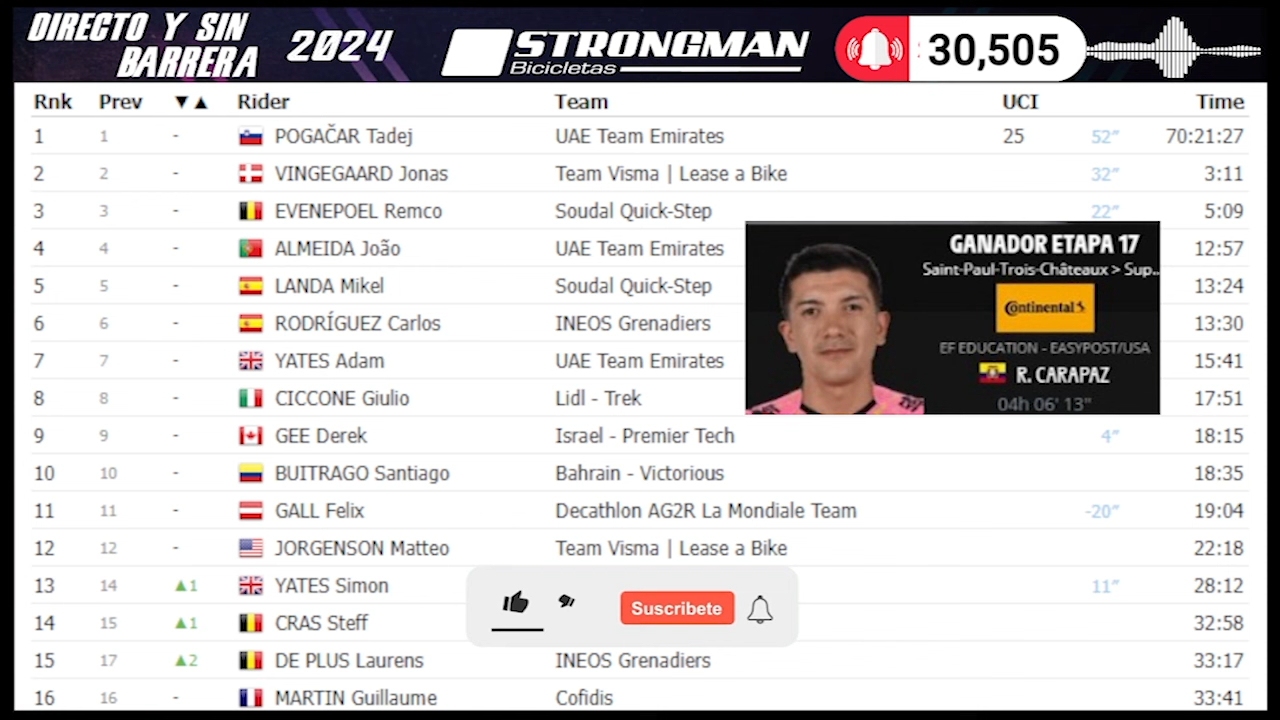 DIRECTO Y SIN BARRERA
2024
STRONGMAN
Bicicletas
30,505
Rnk Prev ▼▲ Rider Team UCI Time
1 1 - POGAČAR Tadej UAE Team Emirates 25 52″ 70:21:27
2 2 - VINGEGAARD Jonas Team Visma | Lease a Bike 32″ 3:11
3 3 - EVENEPOEL Remco Soudal Quick-Step 22″ 5:09
4 4 - ALMEIDA João UAE Team Emirates 12:57
5 5 - LANDA Mikel Soudal Quick-Step 13:24
6 6 - RODRÍGUEZ Carlos INEOS Grenadiers 13:30
7 7 - YATES Adam UAE Team Emirates 15:41
8 8 - CICCONE Giulio Lidl - Trek 17:51
9 9 - GEE Derek Israel - Premier Tech 4″ 18:15
10 10 - BUITRAGO Santiago Bahrain - Victorious 18:35
11 11 - GALL Felix Decathlon AG2R La Mondiale Team -20″ 19:04
12 12 - JORGENSON Matteo Team Visma | Lease a Bike 22:18
13 14 ▲1 YATES Simon 11″ 28:12
14 15 ▲1 CRAS Steff 32:58
15 17 ▲2 DE PLUS Laurens INEOS Grenadiers 33:17
16 16 - MARTIN Guillaume Cofidis 33:41
GANADOR ETAPA 17
Saint-Paul-Trois-Châteaux > Sup..
Continental
EF EDUCATION - EASYPOST/USA
R. CARAPAZ
04h 06' 13"
Suscribete